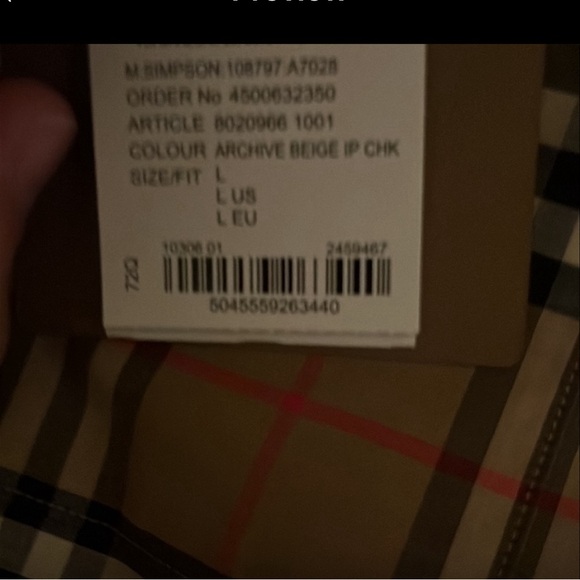 M.SIMPSON:108797:A7028
ORDER No 4500632350
ARTICLE 8020966 1001
COLOUR ARCHIVE BEIGE IP CHK
SIZE/FIT L
L US
L EU
10306 01 2459467
72Q
5045559263440